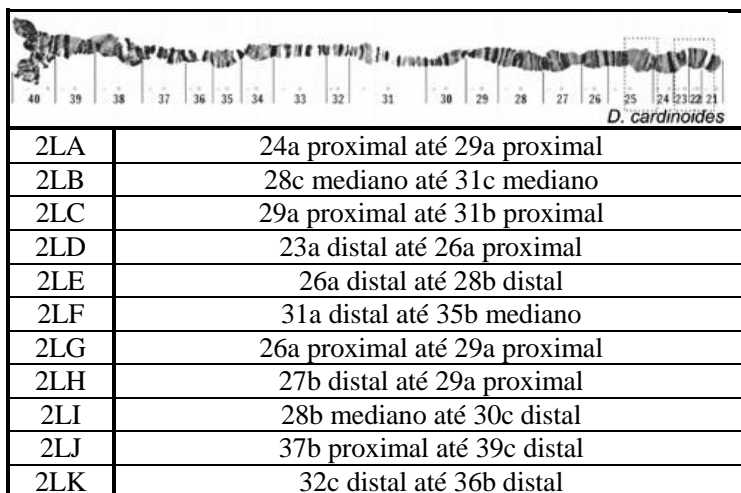 40 39 38 37 36 35 34 33 32 31 30 29 28 27 26 25 24 23 22 21
D. cardinoides
2LA 24a proximal até 29a proximal
2LB 28c mediano até 31c mediano
2LC 29a proximal até 31b proximal
2LD 23a distal até 26a proximal
2LE 26a distal até 28b distal
2LF 31a distal até 35b mediano
2LG 26a proximal até 29a proximal
2LH 27b distal até 29a proximal
2LI 28b mediano até 30c distal
2LJ 37b proximal até 39c distal
2LK 32c distal até 36b distal